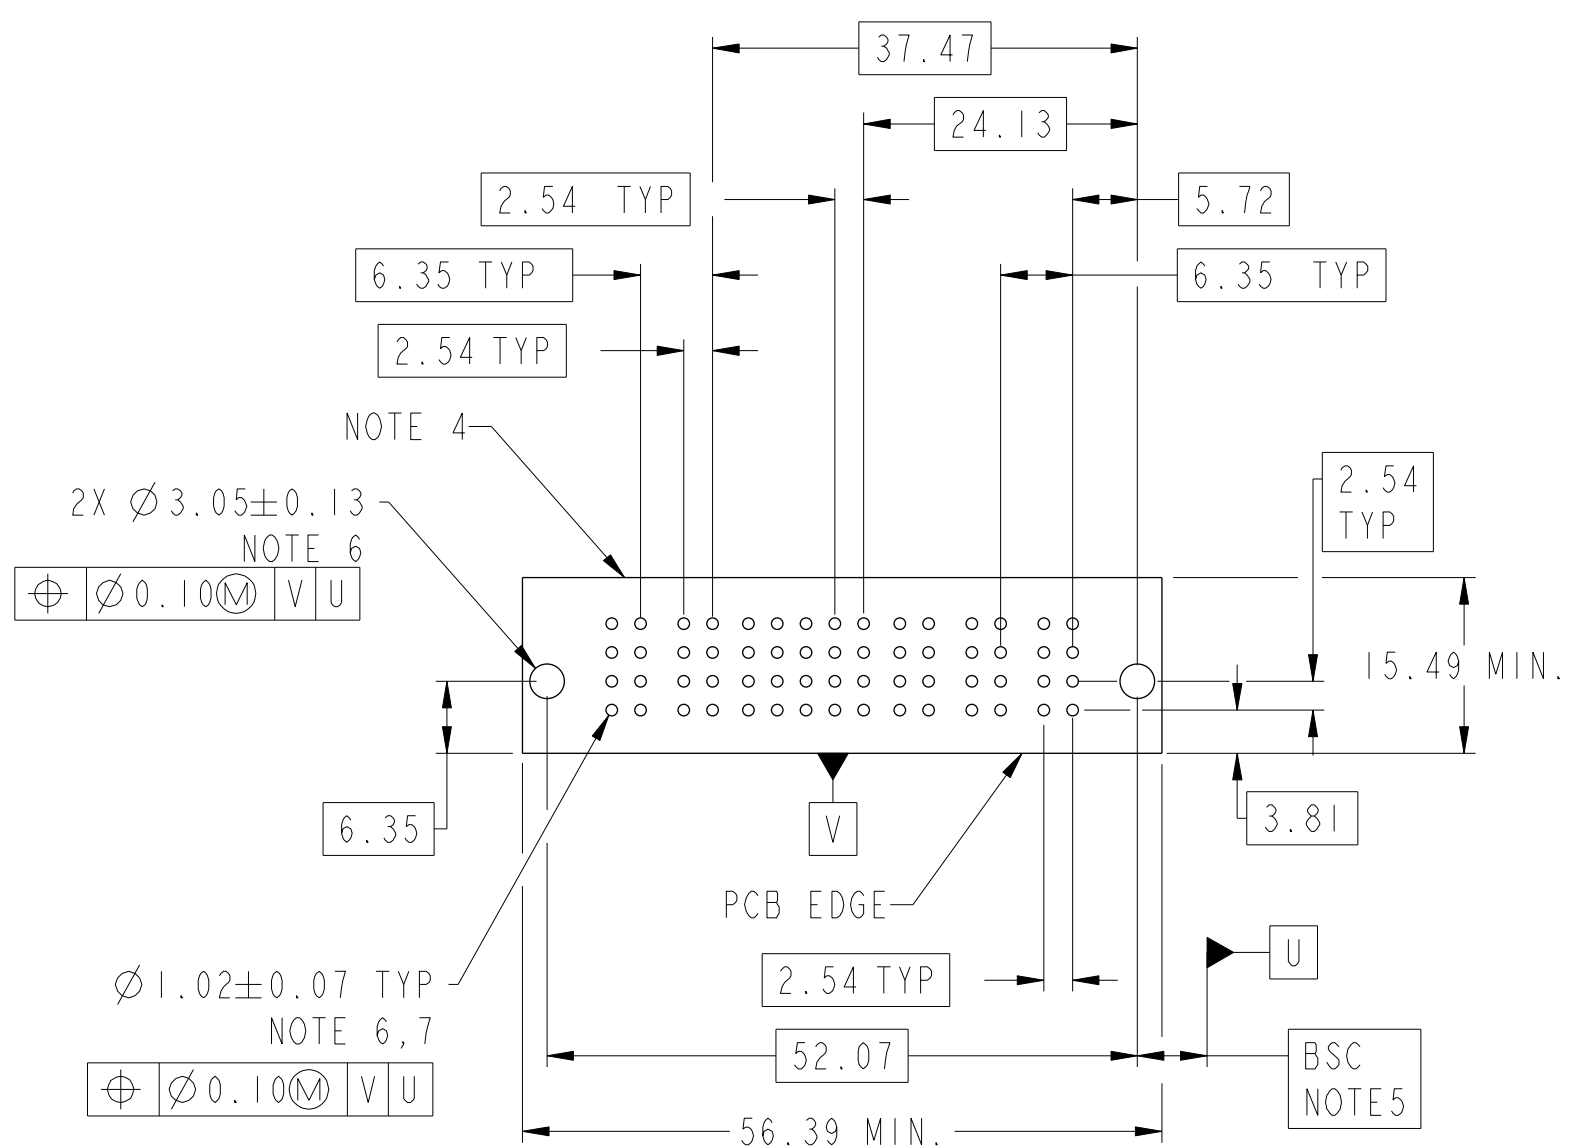 37.47
24.13
2.54 TYP
5.72
6.35 TYP
6.35 TYP
2.54 TYP
NOTE 4
2.54
TYP
2X ⌀3.05±0.13
NOTE 6
⌖ ⌀0.10Ⓜ V U
15.49 MIN.
6.35
V
3.81
PCB EDGE
U
⌀1.02±0.07 TYP
NOTE 6,7
⌖ ⌀0.10Ⓜ V U
2.54 TYP
52.07
BSC
NOTE5
56.39 MIN.